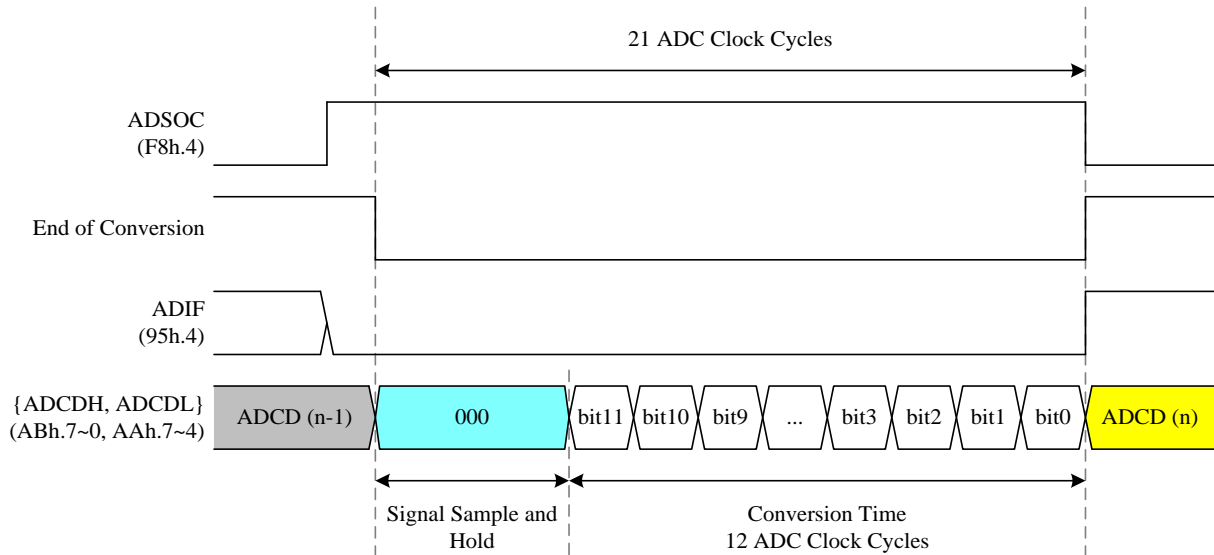 21 ADC Clock Cycles
ADSOC
(F8h.4)
End of Conversion
ADIF
(95h.4)
{ADCDH, ADCDL}
(ABh.7~0, AAh.7~4)
ADCD (n-1)
000
bit11
bit10
bit9
...
bit3
bit2
bit1
bit0
ADCD (n)
Signal Sample and
Hold
Conversion Time
12 ADC Clock Cycles